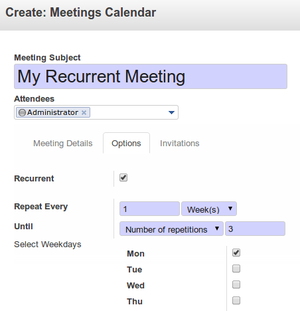 Create: Meetings Calendar
Meeting Subject
My Recurrent Meeting
Attendees
Administrator ×
Meeting Details Options Invitations
Recurrent
Repeat Every 1 Week(s)
Until Number of repetitions 3
Select Weekdays
Mon
Tue
Wed
Thu